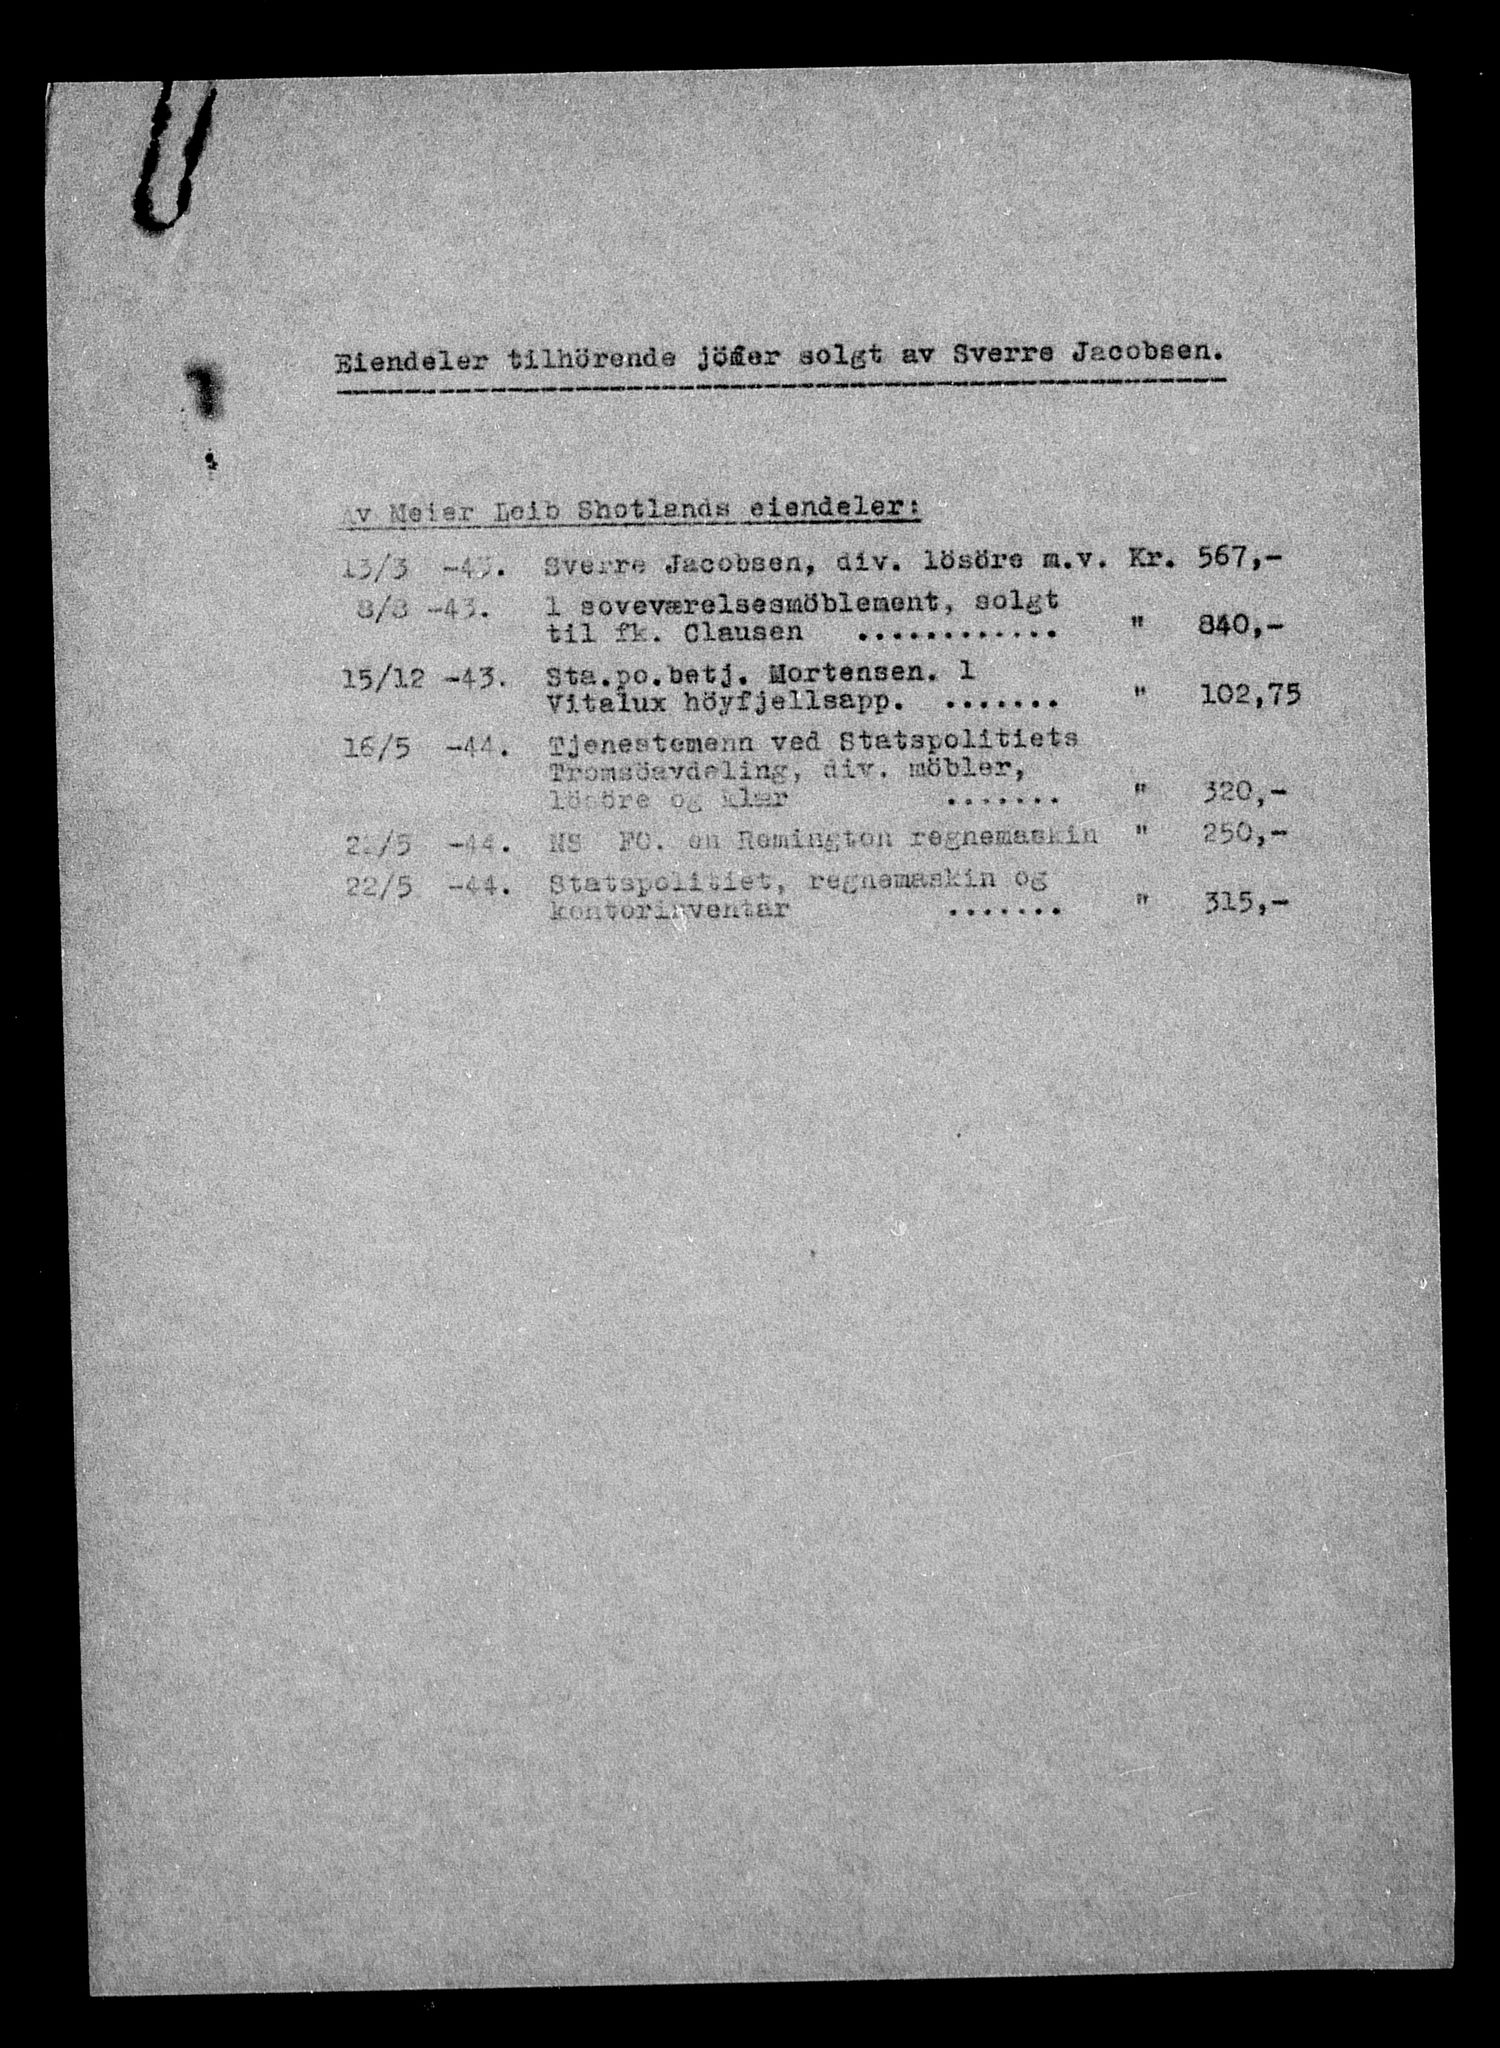 Eiendeler tilhörende jöder solgt av Sverre Jacobsen.
Av Meier Leib Shotlands eiendeler:
13/3 -43. Sverre Jacobsen, div. lösöre m.v. Kr. 567,-
8/8 -43. 1 soveværelsesmöblement, solgt
til fk. Clausen ............ " 840,-
15/12 -43. Sta.po.betj. Mortensen. 1
Vitalux höyfjellsapp. ....... " 102,75
16/5 -44. Tjenestemenn ved Statspolitiets
Tromsöavdeling, div. möbler,
lösöre og klær ....... " 320,-
-44. NS FO. en Remington regnemaskin " 250,-
22/5 -44. Statspolitiet, regnemaskin og
kontorinventar ....... " 315,-